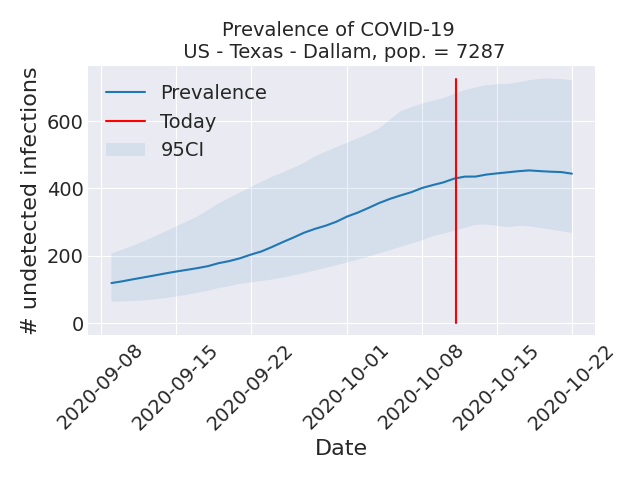 Prevalence of COVID-19
US - Texas - Dallam, pop. = 7287
# undetected infections
600
400
200
0
Prevalence
Today
95CI
2020-09-08
2020-09-15
2020-09-22
2020-10-01
2020-10-08
2020-10-15
2020-10-22
Date